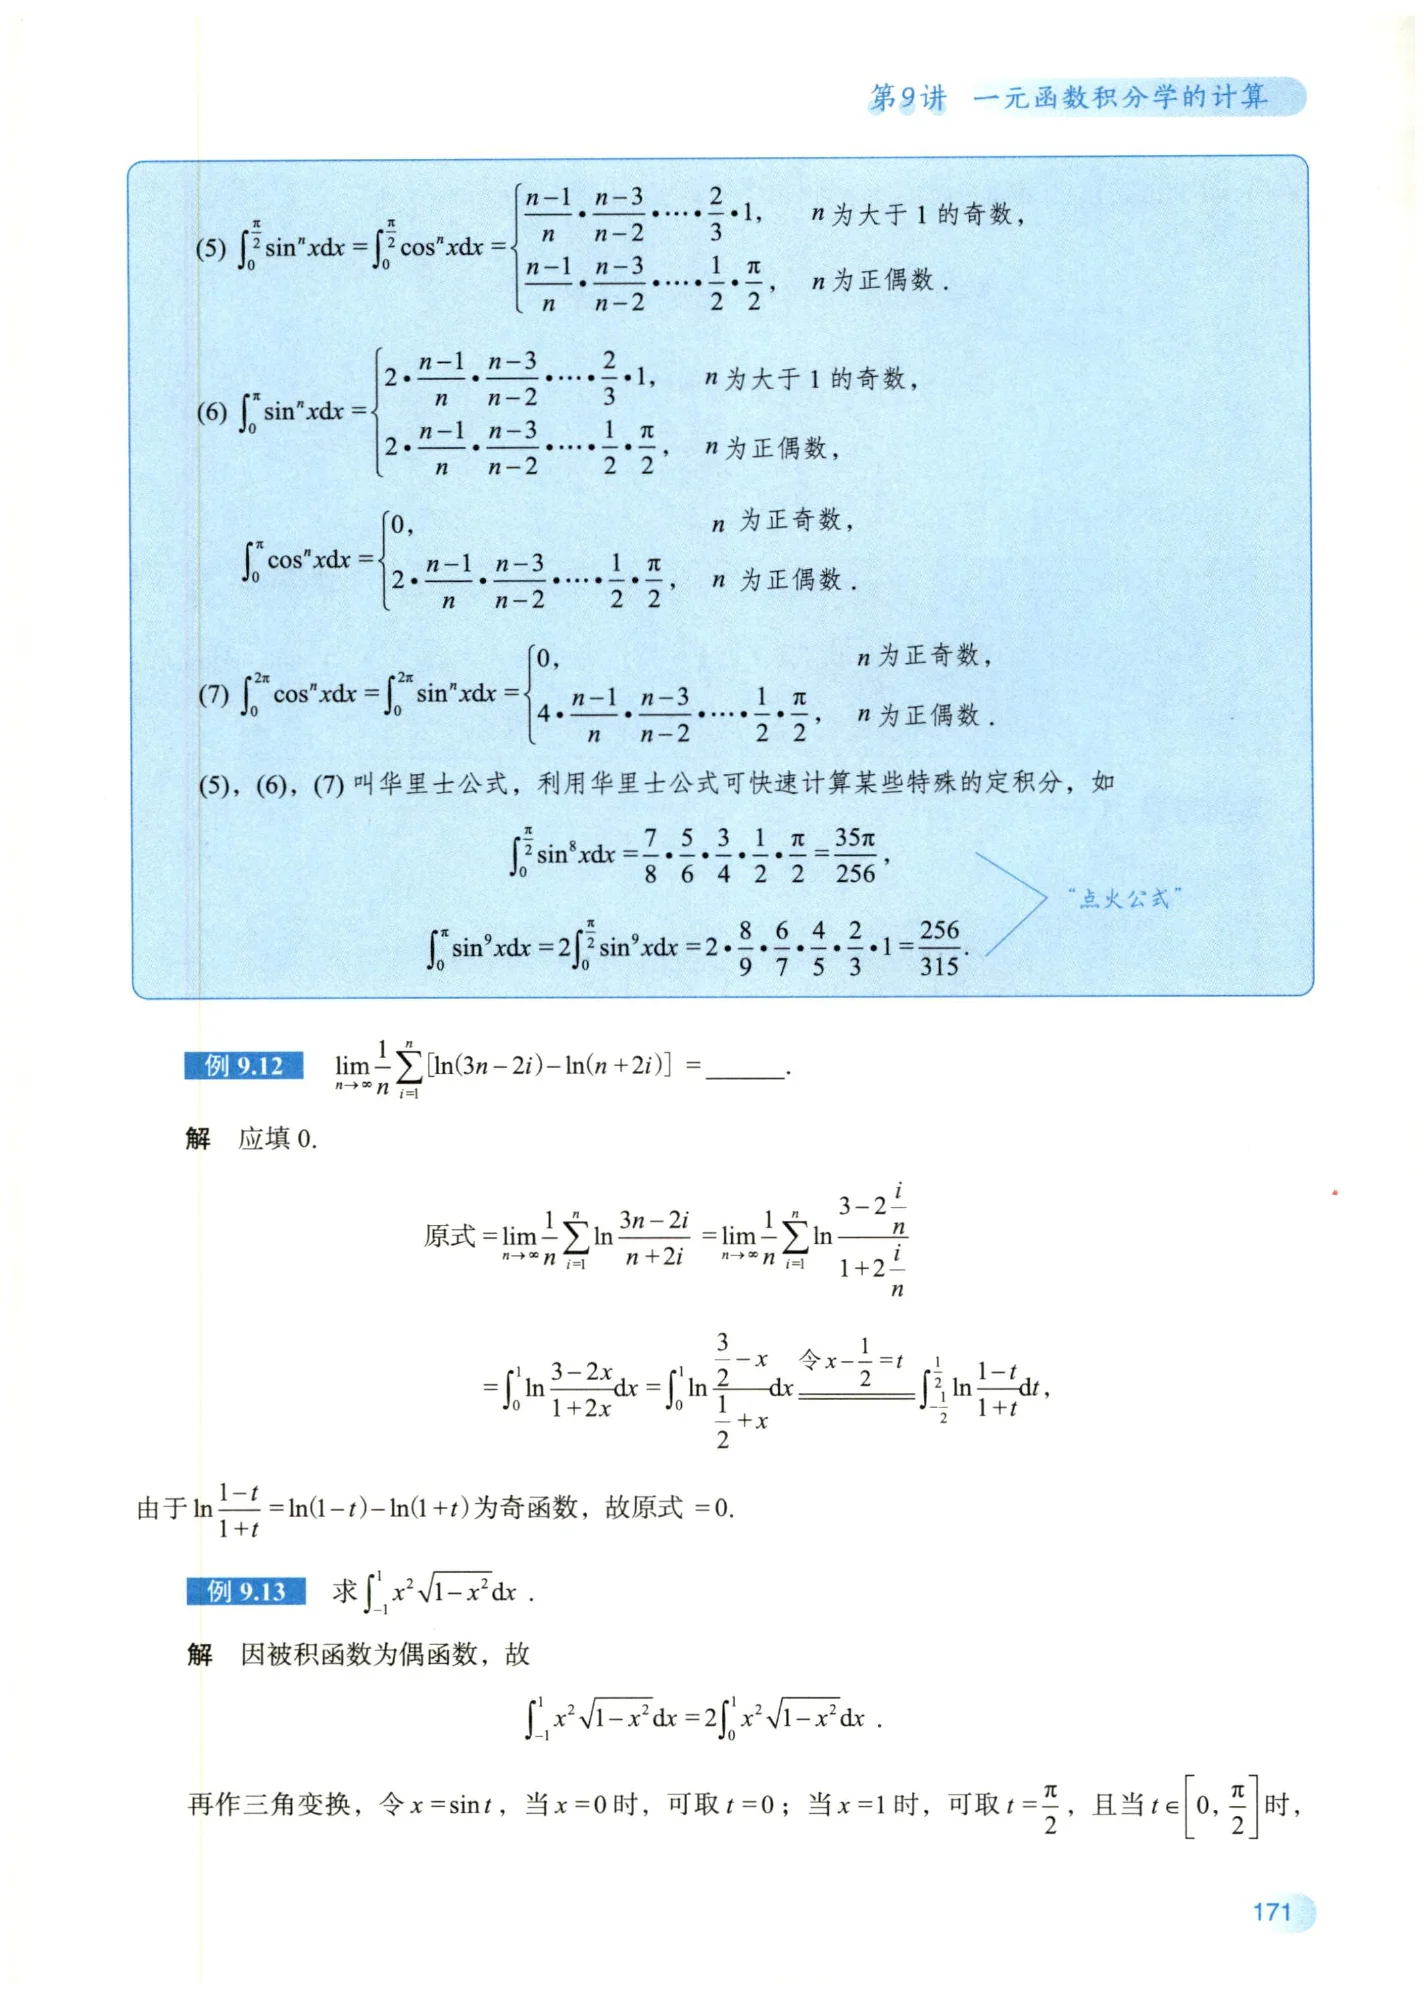 第9讲 一元函数积分学的计算
(5) $\int_0^{\frac{\pi}{2}}\sin^n x\mathrm{d}x=\int_0^{\frac{\pi}{2}}\cos^n x\mathrm{d}x=\begin{cases}\frac{n-1}{n}\cdot\frac{n-3}{n-2}\cdot\cdots\cdot\frac{2}{3}\cdot 1, & n为大于1的奇数,\\ \frac{n-1}{n}\cdot\frac{n-3}{n-2}\cdot\cdots\cdot\frac{1}{2}\cdot\frac{\pi}{2}, & n为正偶数.\end{cases}$
(6) $\int_0^{\pi}\sin^n x\mathrm{d}x=\begin{cases}2\cdot\frac{n-1}{n}\cdot\frac{n-3}{n-2}\cdot\cdots\cdot\frac{2}{3}\cdot 1, & n为大于1的奇数,\\ 2\cdot\frac{n-1}{n}\cdot\frac{n-3}{n-2}\cdot\cdots\cdot\frac{1}{2}\cdot\frac{\pi}{2}, & n为正偶数,\end{cases}$
$\int_0^{\pi}\cos^n x\mathrm{d}x=\begin{cases}0, & n为正奇数,\\ 2\cdot\frac{n-1}{n}\cdot\frac{n-3}{n-2}\cdot\cdots\cdot\frac{1}{2}\cdot\frac{\pi}{2}, & n为正偶数.\end{cases}$
(7) $\int_0^{2\pi}\cos^n x\mathrm{d}x=\int_0^{2\pi}\sin^n x\mathrm{d}x=\begin{cases}0, & n为正奇数,\\ 4\cdot\frac{n-1}{n}\cdot\frac{n-3}{n-2}\cdot\cdots\cdot\frac{1}{2}\cdot\frac{\pi}{2}, & n为正偶数.\end{cases}$
(5)，(6)，(7)叫华里士公式，利用华里士公式可快速计算某些特殊的定积分，如
$\int_0^{\frac{\pi}{2}}\sin^8 x\mathrm{d}x=\frac{7}{8}\cdot\frac{5}{6}\cdot\frac{3}{4}\cdot\frac{1}{2}\cdot\frac{\pi}{2}=\frac{35\pi}{256},$
“点火公式”
$\int_0^{\pi}\sin^9 x\mathrm{d}x=2\int_0^{\frac{\pi}{2}}\sin^9 x\mathrm{d}x=2\cdot\frac{8}{9}\cdot\frac{6}{7}\cdot\frac{4}{5}\cdot\frac{2}{3}\cdot 1=\frac{256}{315}.$
例 9.12 $\lim_{n\to\infty}\frac{1}{n}\sum_{i=1}^{n}[\ln(3n-2i)-\ln(n+2i)]=$______.
解 应填 0.
原式$=\lim_{n\to\infty}\frac{1}{n}\sum_{i=1}^{n}\ln\frac{3n-2i}{n+2i}=\lim_{n\to\infty}\frac{1}{n}\sum_{i=1}^{n}\ln\frac{3-2\frac{i}{n}}{1+2\frac{i}{n}}$
$=\int_0^1\ln\frac{3-2x}{1+2x}\mathrm{d}x=\int_0^1\ln\frac{\frac{3}{2}-x}{\frac{1}{2}+x}\mathrm{d}x\xlongequal{令x-\frac{1}{2}=t}\int_{-\frac{1}{2}}^{\frac{1}{2}}\ln\frac{1-t}{1+t}\mathrm{d}t,$
由于$\ln\frac{1-t}{1+t}=\ln(1-t)-\ln(1+t)$为奇函数，故原式 = 0.
例 9.13 求$\int_{-1}^{1}x^2\sqrt{1-x^2}\mathrm{d}x$.
解 因被积函数为偶函数，故
$\int_{-1}^{1}x^2\sqrt{1-x^2}\mathrm{d}x=2\int_0^1 x^2\sqrt{1-x^2}\mathrm{d}x.$
再作三角变换，令$x=\sin t$，当$x=0$时，可取$t=0$；当$x=1$时，可取$t=\frac{\pi}{2}$，且当$t\in\left[0,\frac{\pi}{2}\right]$时，
171